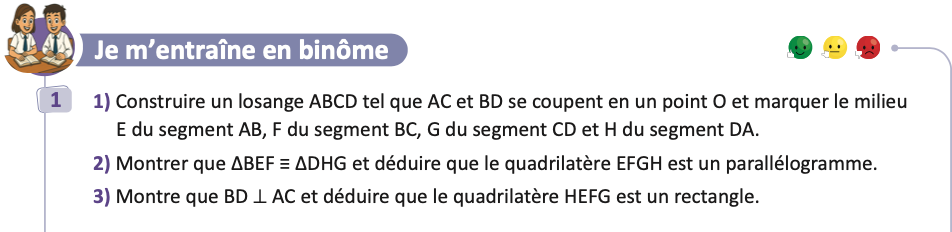 Je m’entraîne en binôme
1 1) Construire un losange ABCD tel que AC et BD se coupent en un point O et marquer le milieu
E du segment AB, F du segment BC, G du segment CD et H du segment DA.
2) Montrer que ΔBEF ≡ ΔDHG et déduire que le quadrilatère EFGH est un parallélogramme.
3) Montre que BD ⊥ AC et déduire que le quadrilatère HEFG est un rectangle.